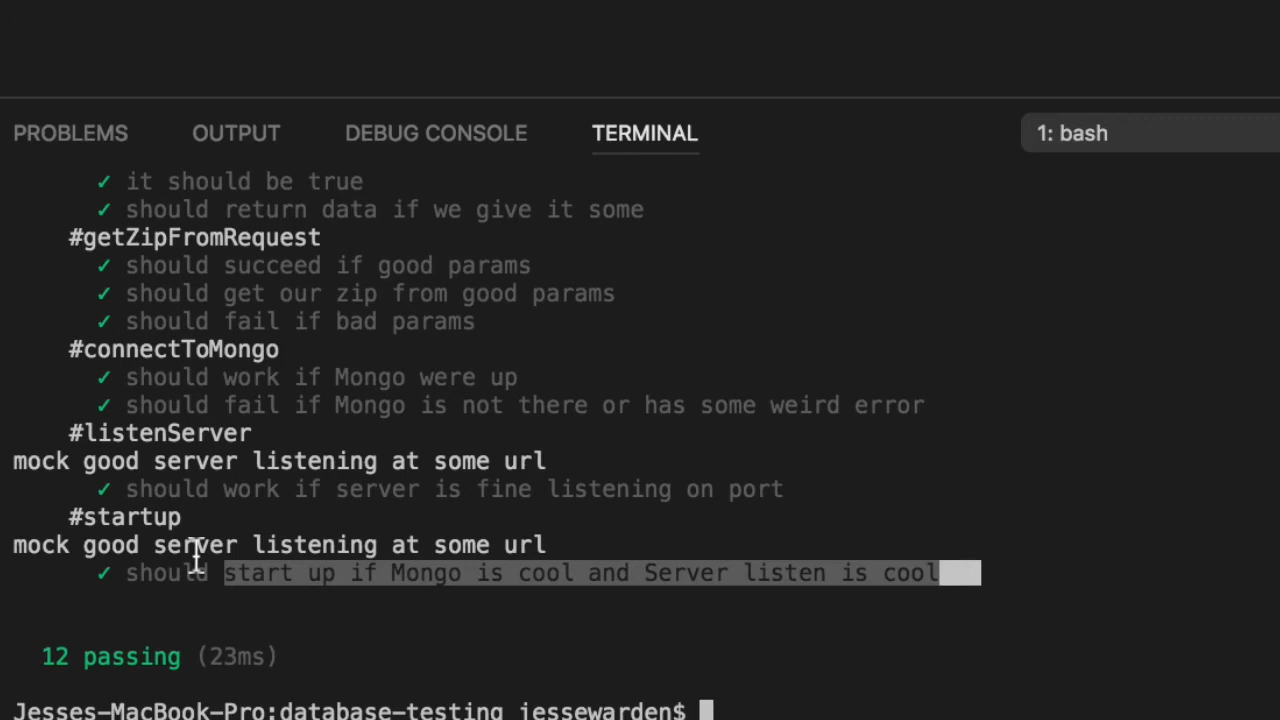 PROBLEMS OUTPUT DEBUG CONSOLE TERMINAL 1: bash
✓ it should be true
✓ should return data if we give it some
#getZipFromRequest
✓ should succeed if good params
✓ should get our zip from good params
✓ should fail if bad params
#connectToMongo
✓ should work if Mongo were up
✓ should fail if Mongo is not there or has some weird error
#listenServer
mock good server listening at some url
✓ should work if server is fine listening on port
#startup
mock good server listening at some url
✓ should start up if Mongo is cool and Server listen is cool
12 passing (23ms)
Jesses-MacBook-Pro:database-testing jessewarden$